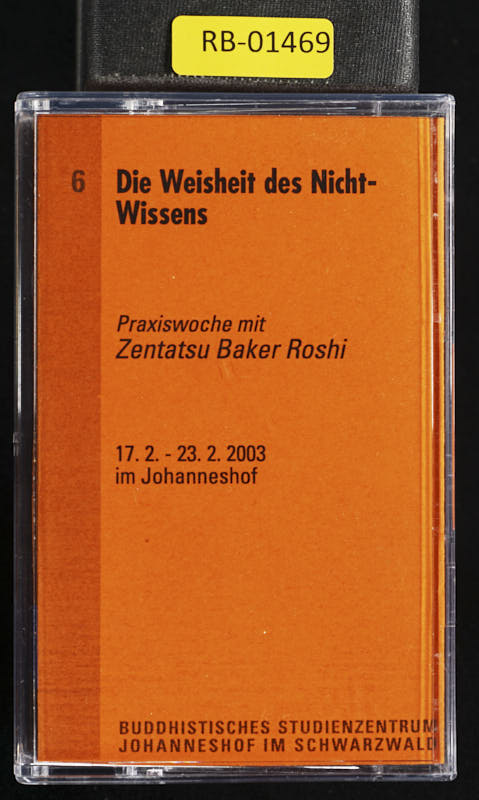 RB-01469
6 Die Weisheit des Nicht-
Wissens
Praxiswoche mit
Zentatsu Baker Roshi
17. 2. - 23. 2. 2003
im Johanneshof
BUDDHISTISCHES STUDIENZENTRUM
JOHANNESHOF IM SCHWARZWALD